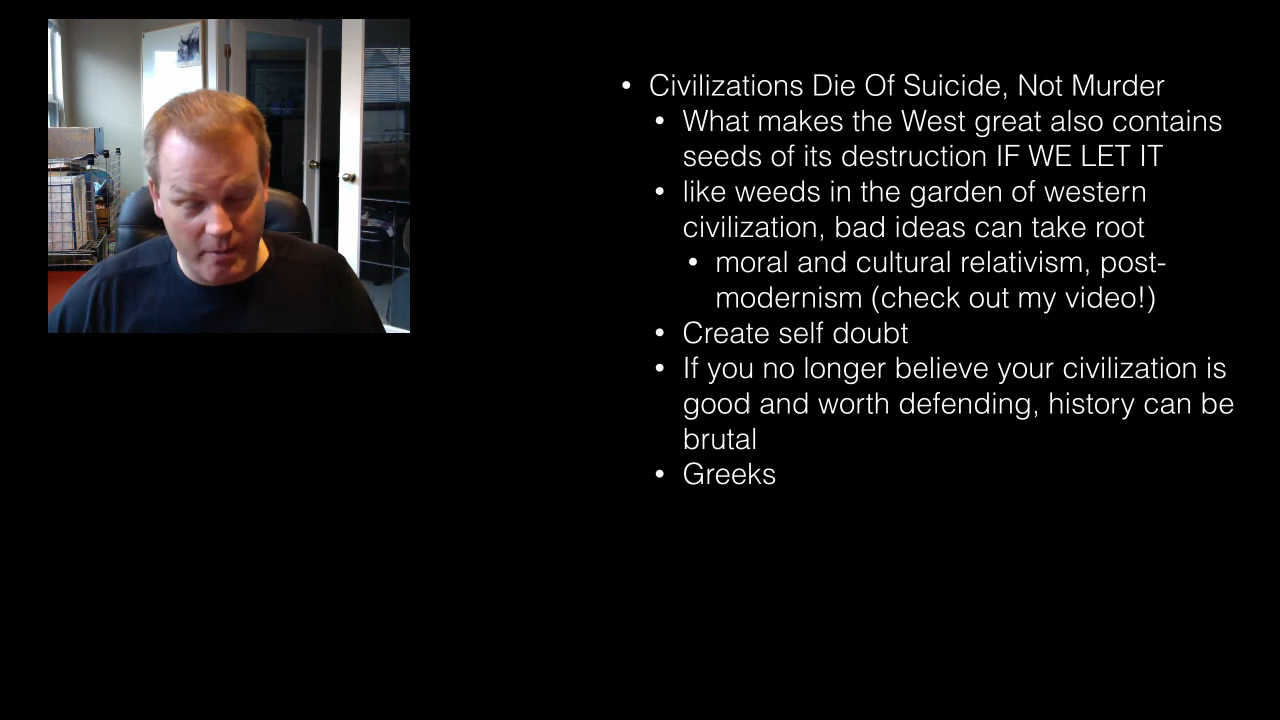 • Civilizations Die Of Suicide, Not Murder
• What makes the West great also contains
seeds of its destruction IF WE LET IT
• like weeds in the garden of western
civilization, bad ideas can take root
• moral and cultural relativism, post-
modernism (check out my video!)
• Create self doubt
• If you no longer believe your civilization is
good and worth defending, history can be
brutal
• Greeks